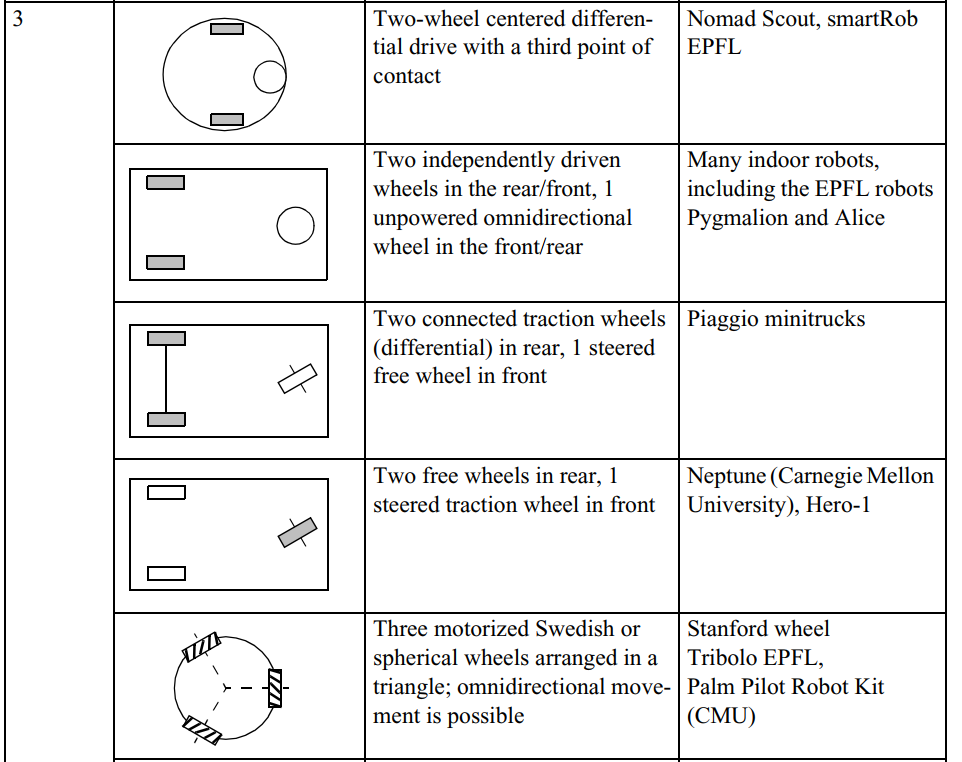 3
Two-wheel centered differen-
tial drive with a third point of
contact
Nomad Scout, smartRob
EPFL
Two independently driven
wheels in the rear/front, 1
unpowered omnidirectional
wheel in the front/rear
Many indoor robots,
including the EPFL robots
Pygmalion and Alice
Two connected traction wheels
(differential) in rear, 1 steered
free wheel in front
Piaggio minitrucks
Two free wheels in rear, 1
steered traction wheel in front
Neptune (Carnegie Mellon
University), Hero-1
Three motorized Swedish or
spherical wheels arranged in a
triangle; omnidirectional move-
ment is possible
Stanford wheel
Tribolo EPFL,
Palm Pilot Robot Kit
(CMU)